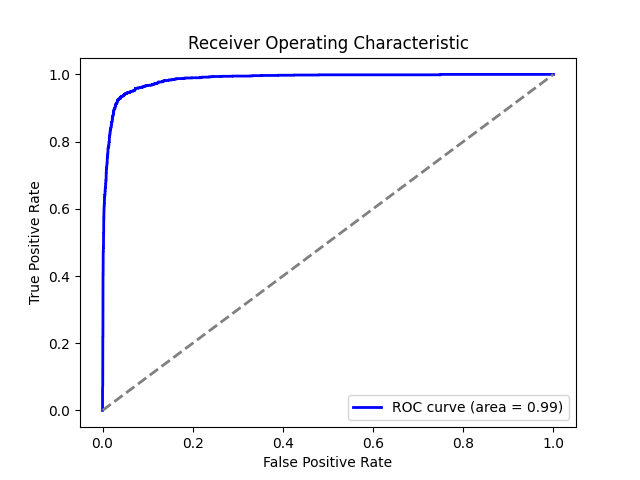 Receiver Operating Characteristic
True Positive Rate
1.0
0.8
0.6
0.4
0.2
0.0
ROC curve (area = 0.99)
0.0 0.2 0.4 0.6 0.8 1.0
False Positive Rate